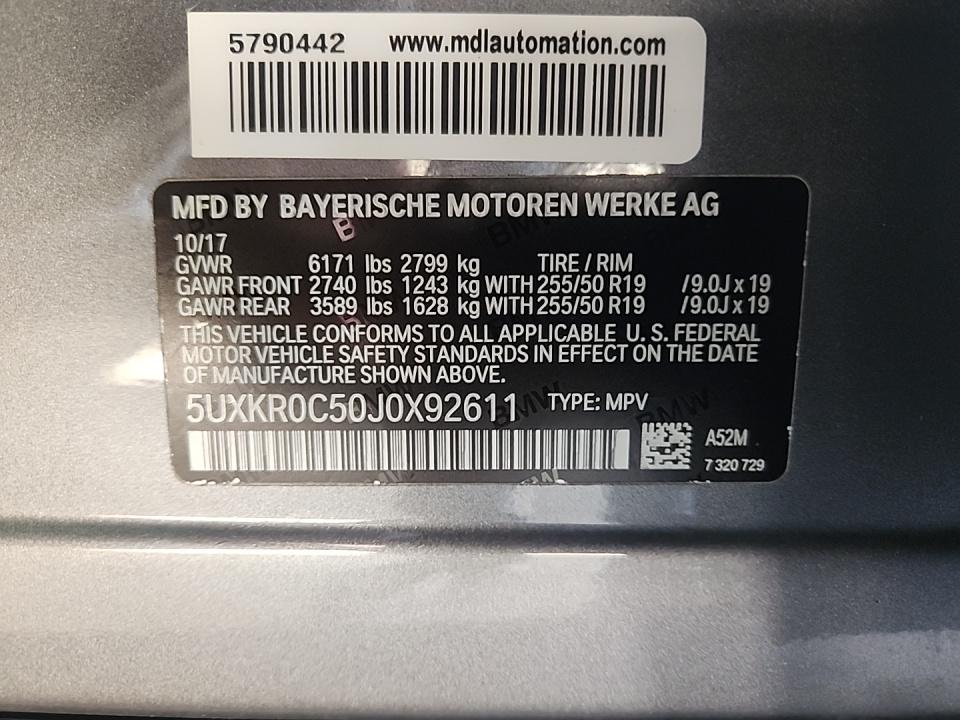 5790442 www.mdlautomation.com
MFD BY BAYERISCHE MOTOREN WERKE AG
10/17
GVWR 6171 lbs 2799 kg TIRE / RIM
GAWR FRONT 2740 lbs 1243 kg WITH 255/50 R19 /9.0J x 19
GAWR REAR 3589 lbs 1628 kg WITH 255/50 R19 /9.0J x 19
THIS VEHICLE CONFORMS TO ALL APPLICABLE U.S. FEDERAL
MOTOR VEHICLE SAFETY STANDARDS IN EFFECT ON THE DATE
OF MANUFACTURE SHOWN ABOVE.
5UXKR0C50J0X92611 TYPE: MPV
A52M
7 320 729